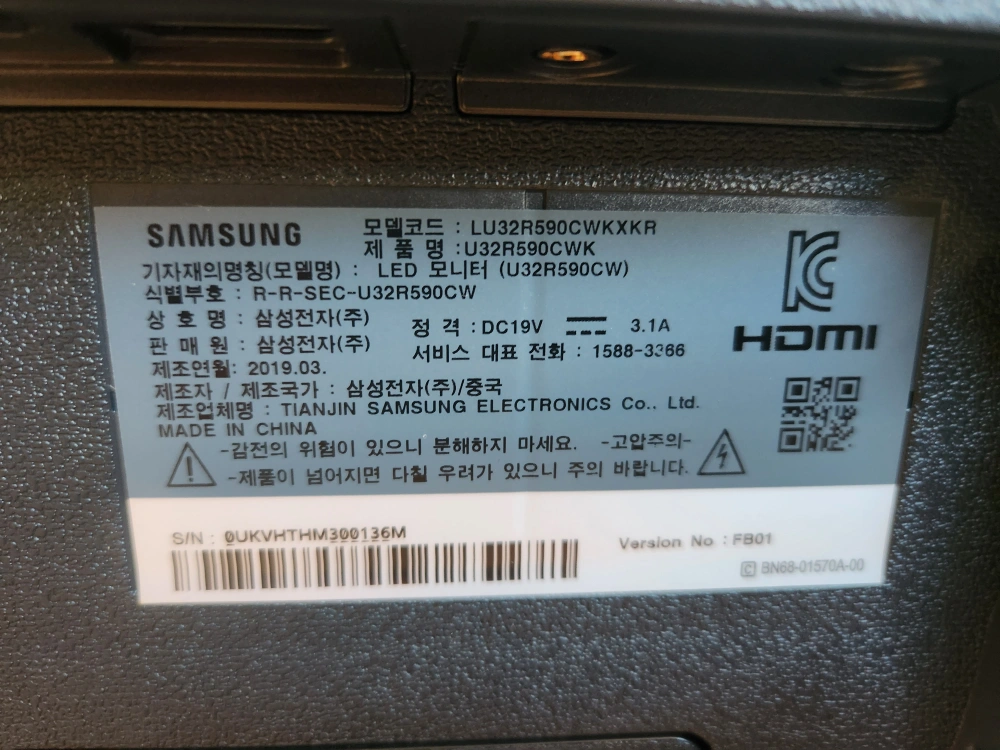 SAMSUNG
모델코드 : LU32R590CWKXKR
제 품 명 :U32R590CWK
기자재의명칭(모델명) : LED 모니터 (U32R590CW)
식별부호 : R-R-SEC-U32R590CW
상 호 명 : 삼성전자(주)
정 격 :DC19V 3.1A
판 매 원 : 삼성전자(주)
서비스 대표 전화 : 1588-3366
제조연월: 2019.03.
제조자 / 제조국가 : 삼성전자(주)/중국
제조업체명 : TIANJIN SAMSUNG ELECTRONICS Co., Ltd.
MADE IN CHINA
HDMI
-감전의 위험이 있으니 분해하지 마세요. -고압주의-
-제품이 넘어지면 다칠 우려가 있으니 주의 바랍니다.
S/N : 0UKVHTHM300136M
Version No : FB01
C BN68-01570A-00